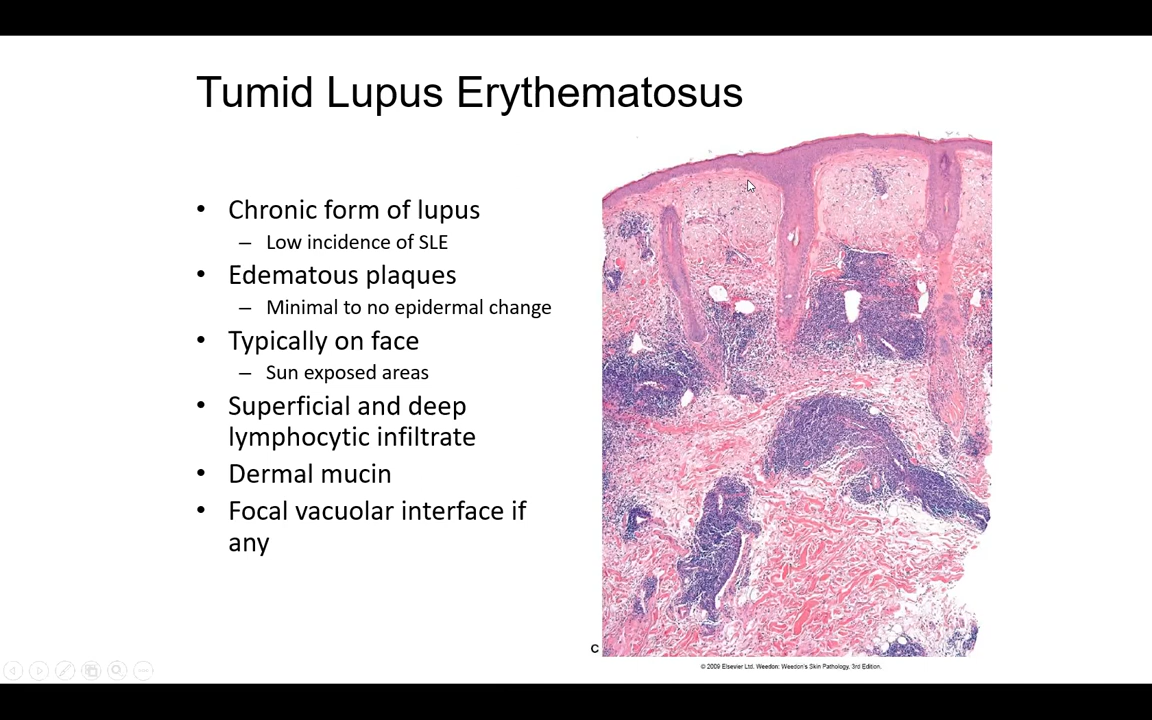 Tumid Lupus Erythematosus
• Chronic form of lupus
– Low incidence of SLE
• Edematous plaques
– Minimal to no epidermal change
• Typically on face
– Sun exposed areas
• Superficial and deep
lymphocytic infiltrate
• Dermal mucin
• Focal vacuolar interface if
any
C
© 2009 Elsevier Ltd. Weedon: Weedon's Skin Pathology, 3rd Edition.